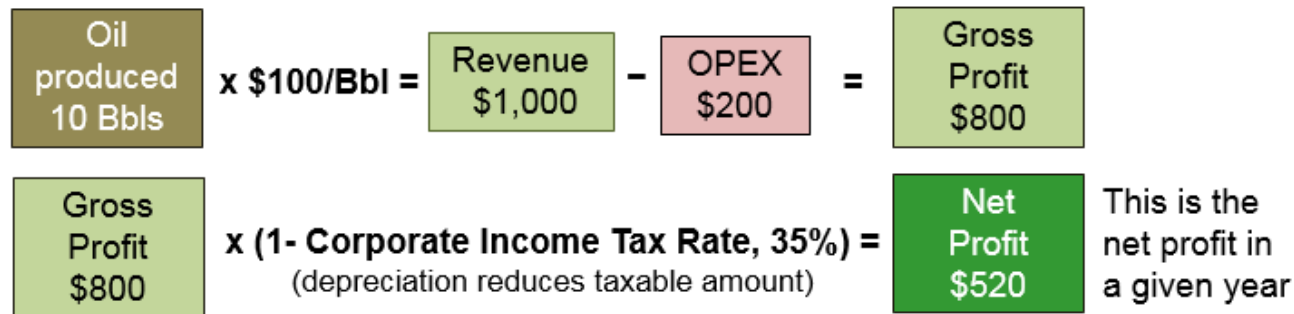 Oil
produced
10 Bbls
x $100/Bbl =
Revenue
$1,000
–
OPEX
$200
=
Gross
Profit
$800
Gross
Profit
$800
x (1- Corporate Income Tax Rate, 35%) =
(depreciation reduces taxable amount)
Net
Profit
$520
This is the
net profit in
a given year